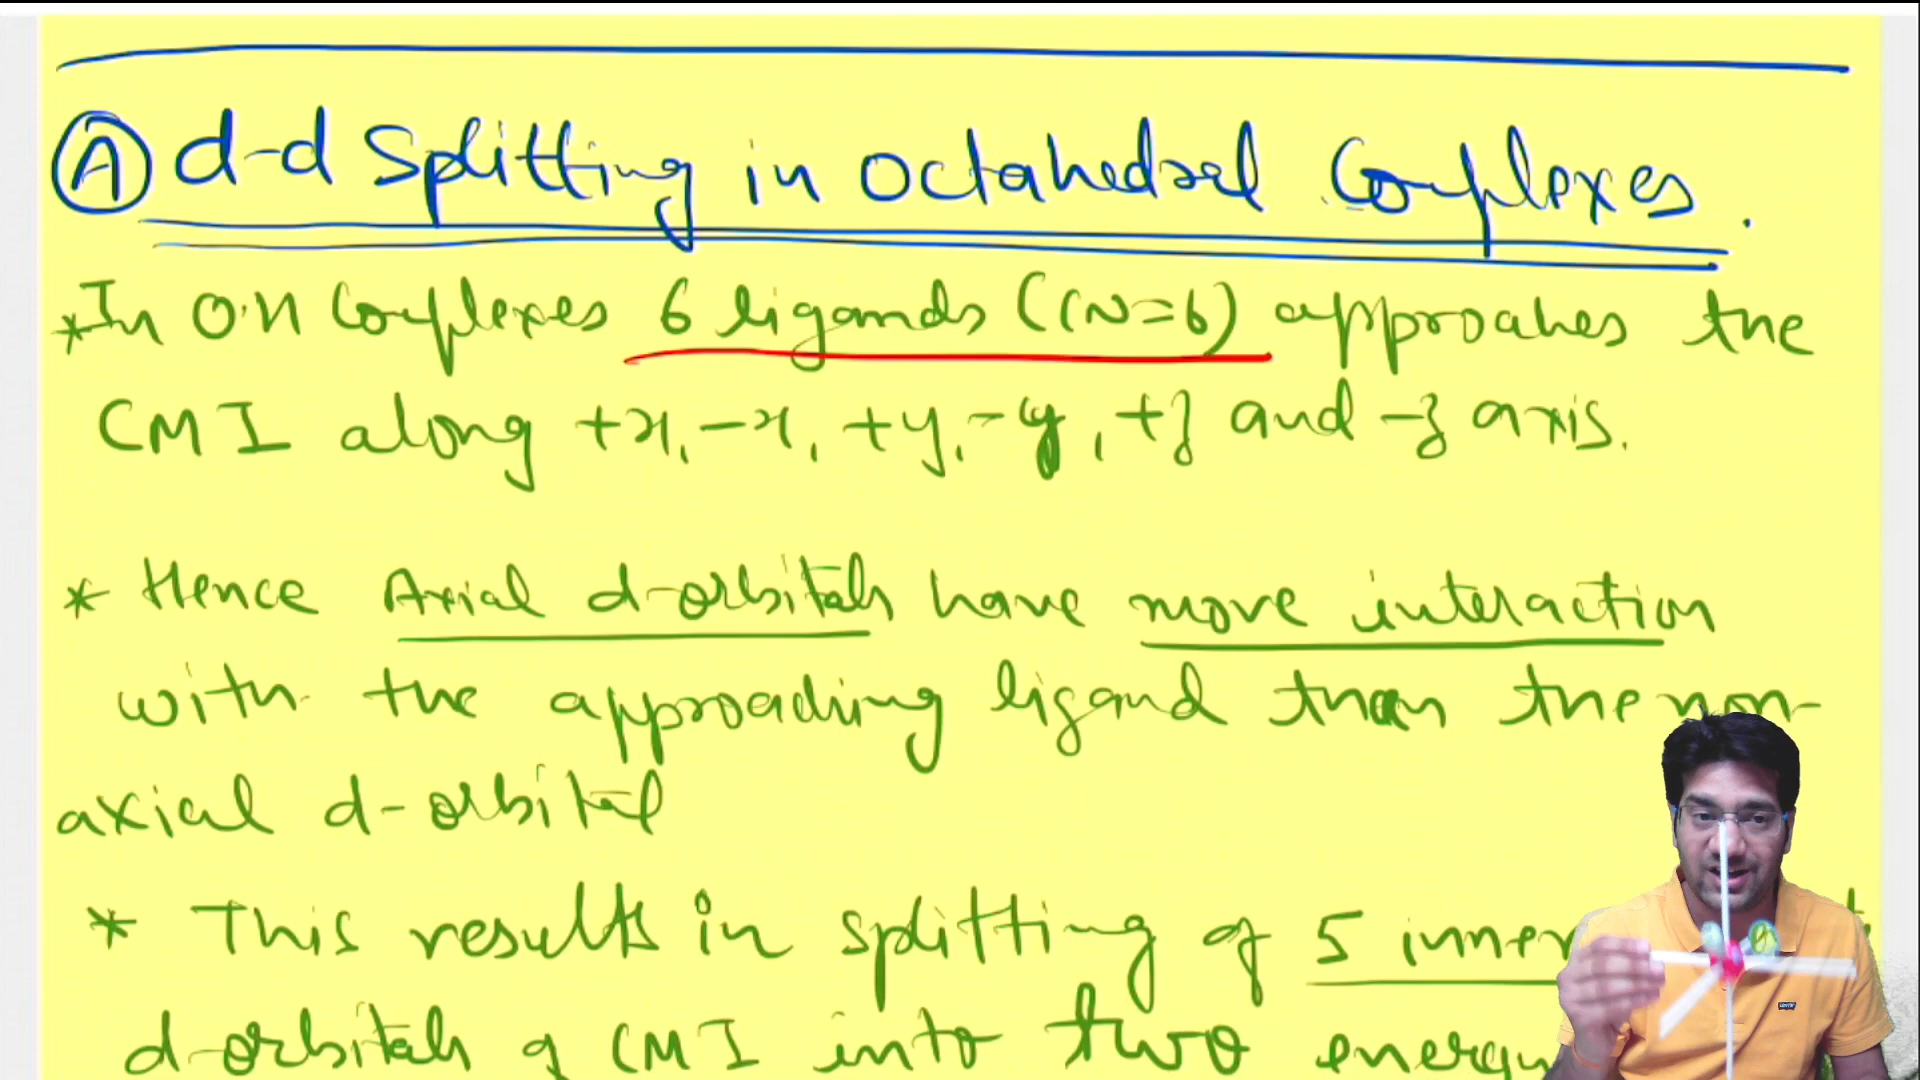 (A) d-d Splitting in Octahedral Complexes.
*In O.H Complexes 6 ligands (CN=6) approaches the
CMI along +x, -x, +y, -y, +z and -z axis.
* Hence Axial d-orbitals have more interaction
with the approaching ligand than the non-
axial d-orbital
* This results in splitting of 5 inner
d-orbitals of CMI into two energy